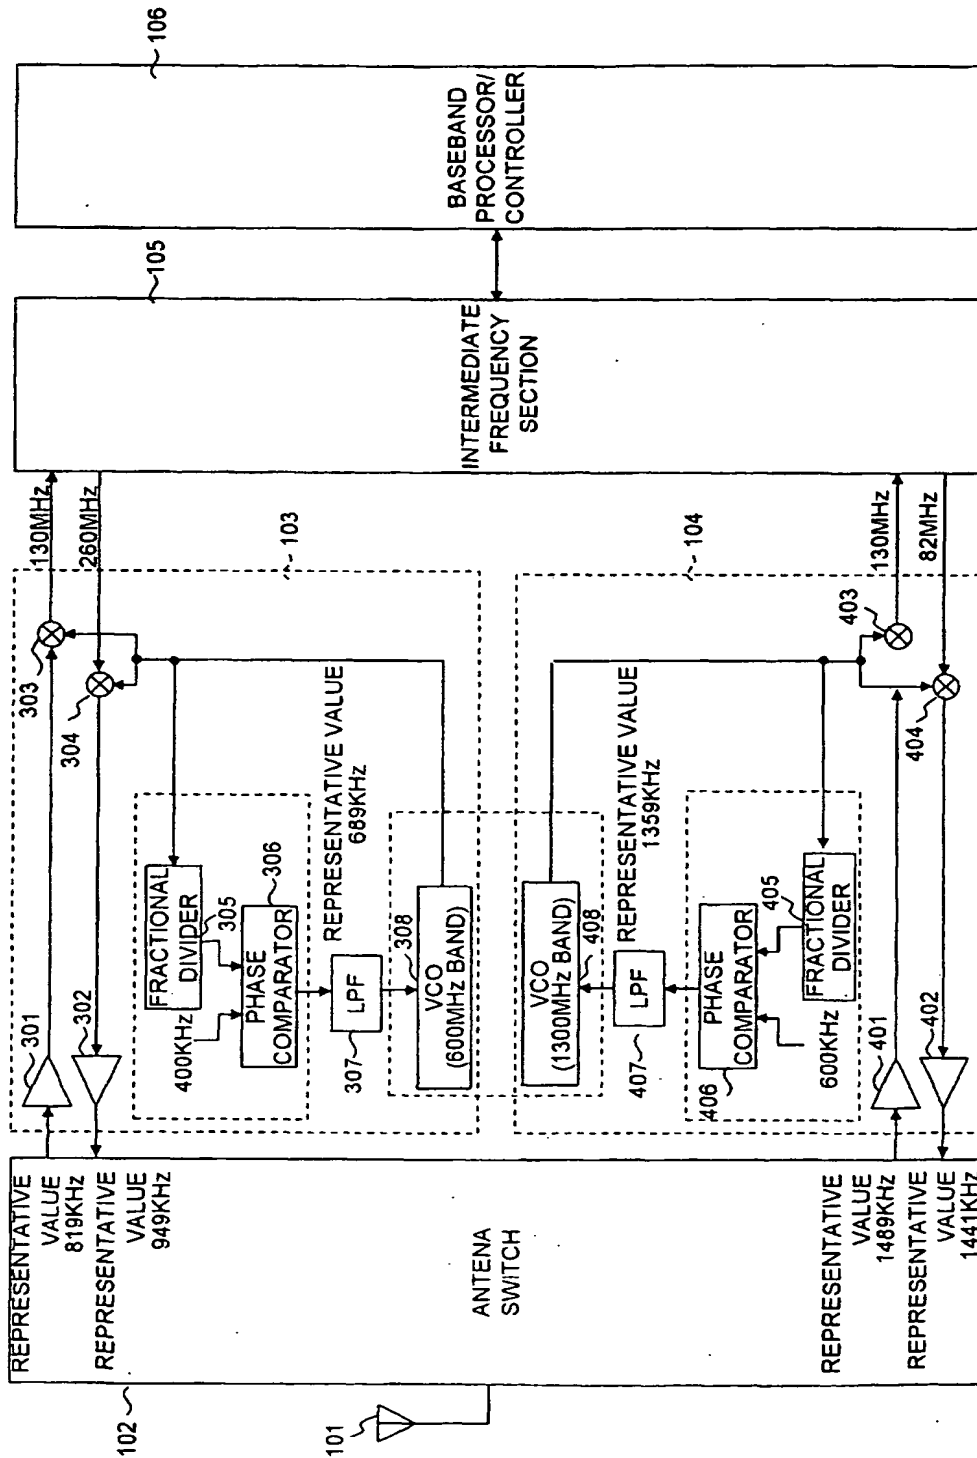 REPRESENTATIVE
VALUE
819KHz
REPRESENTATIVE
VALUE
949KHz
102
101
ANTENA
SWITCH
REPRESENTATIVE
VALUE
1489KHz
REPRESENTATIVE
VALUE
1441KHz
301
302
303
304
130MHz
260MHz
103
400KHz
FRACTIONAL
DIVIDER
305
PHASE
COMPARATOR
306
307
LPF
REPRESENTATIVE VALUE
689KHz
308
VCO
(600MHz BAND)
VCO
(1300MHz BAND)
408
REPRESENTATIVE VALUE
1359KHz
LPF
407
PHASE
COMPARATOR
406
405
FRACTIONAL
DIVIDER
600KHz
401
402
403
404
104
130MHz
82MHz
105
INTERMEDIATE
FREQUENCY
SECTION
106
BASEBAND
PROCESSOR/
CONTROLLER